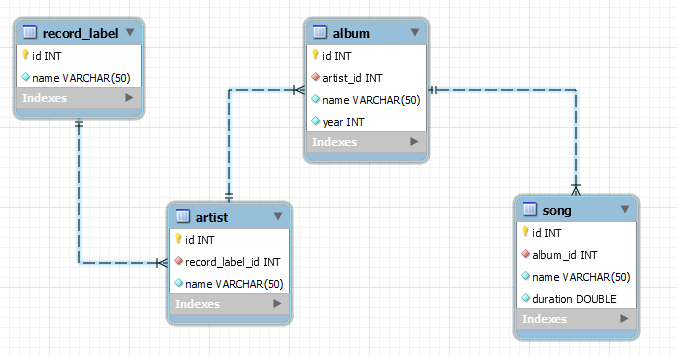 record_label
id INT
name VARCHAR(50)
Indexes
album
id INT
artist_id INT
name VARCHAR(50)
year INT
Indexes
artist
id INT
record_label_id INT
name VARCHAR(50)
Indexes
song
id INT
album_id INT
name VARCHAR(50)
duration DOUBLE
Indexes